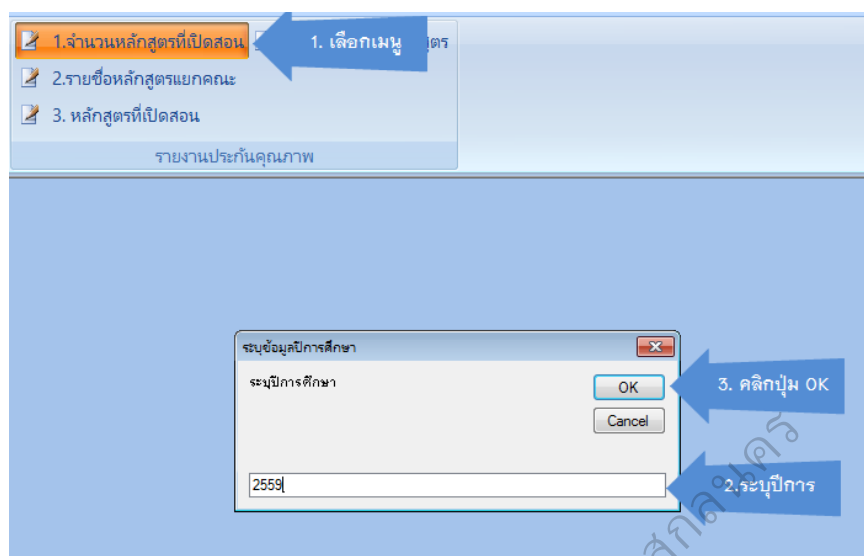 1.จำนวนหลักสูตรที่เปิดสอน
1. เลือกเมนู
ูตร
2.รายชื่อหลักสูตรแยกคณะ
3. หลักสูตรที่เปิดสอน
รายงานประกันคุณภาพ
ระบุข้อมูลปีการศึกษา
ระบุปีการศึกษา
OK
3. คลิกปุ่ม OK
Cancel
2559
2.ระบุปีการ
สกลนคร